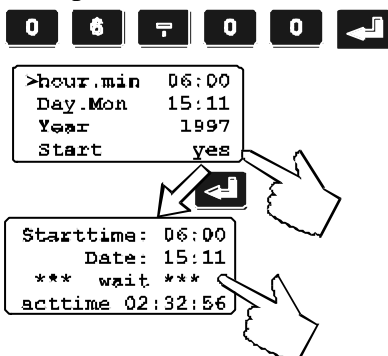 0 6 0 0
>hour.min 06:00
Day.Mon 15:11
Year 1997
Start yes
Starttime: 06:00
Date: 15:11
*** wait ***
acttime 02:32:56